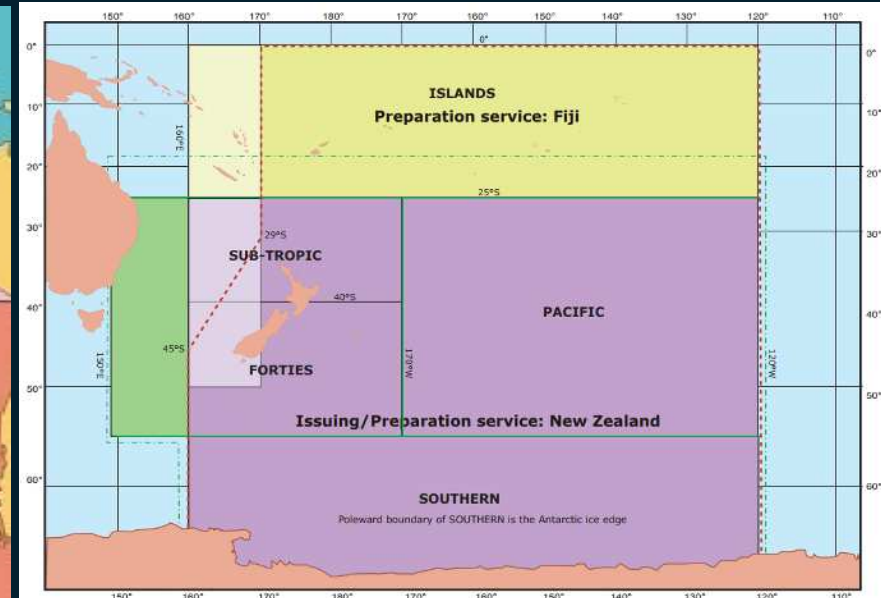 150° 160° 170° 180° 170° 160° 150° 140° 130° 120° 110°
0° 0° 0°
ISLANDS
10° Preparation service: Fiji 10°
160°E
20° 20°
25°S
30° 29°S 30°
SUB-TROPIC
40° 40°S 40°
PACIFIC
45°S
150°E 170°W 120°W
FORTIES
50° 50°
Issuing/Preparation service: New Zealand
60° 60°
SOUTHERN
Poleward boundary of SOUTHERN is the Antarctic ice edge
150° 160° 170° 180° 170° 160° 150° 140° 130° 120° 110°